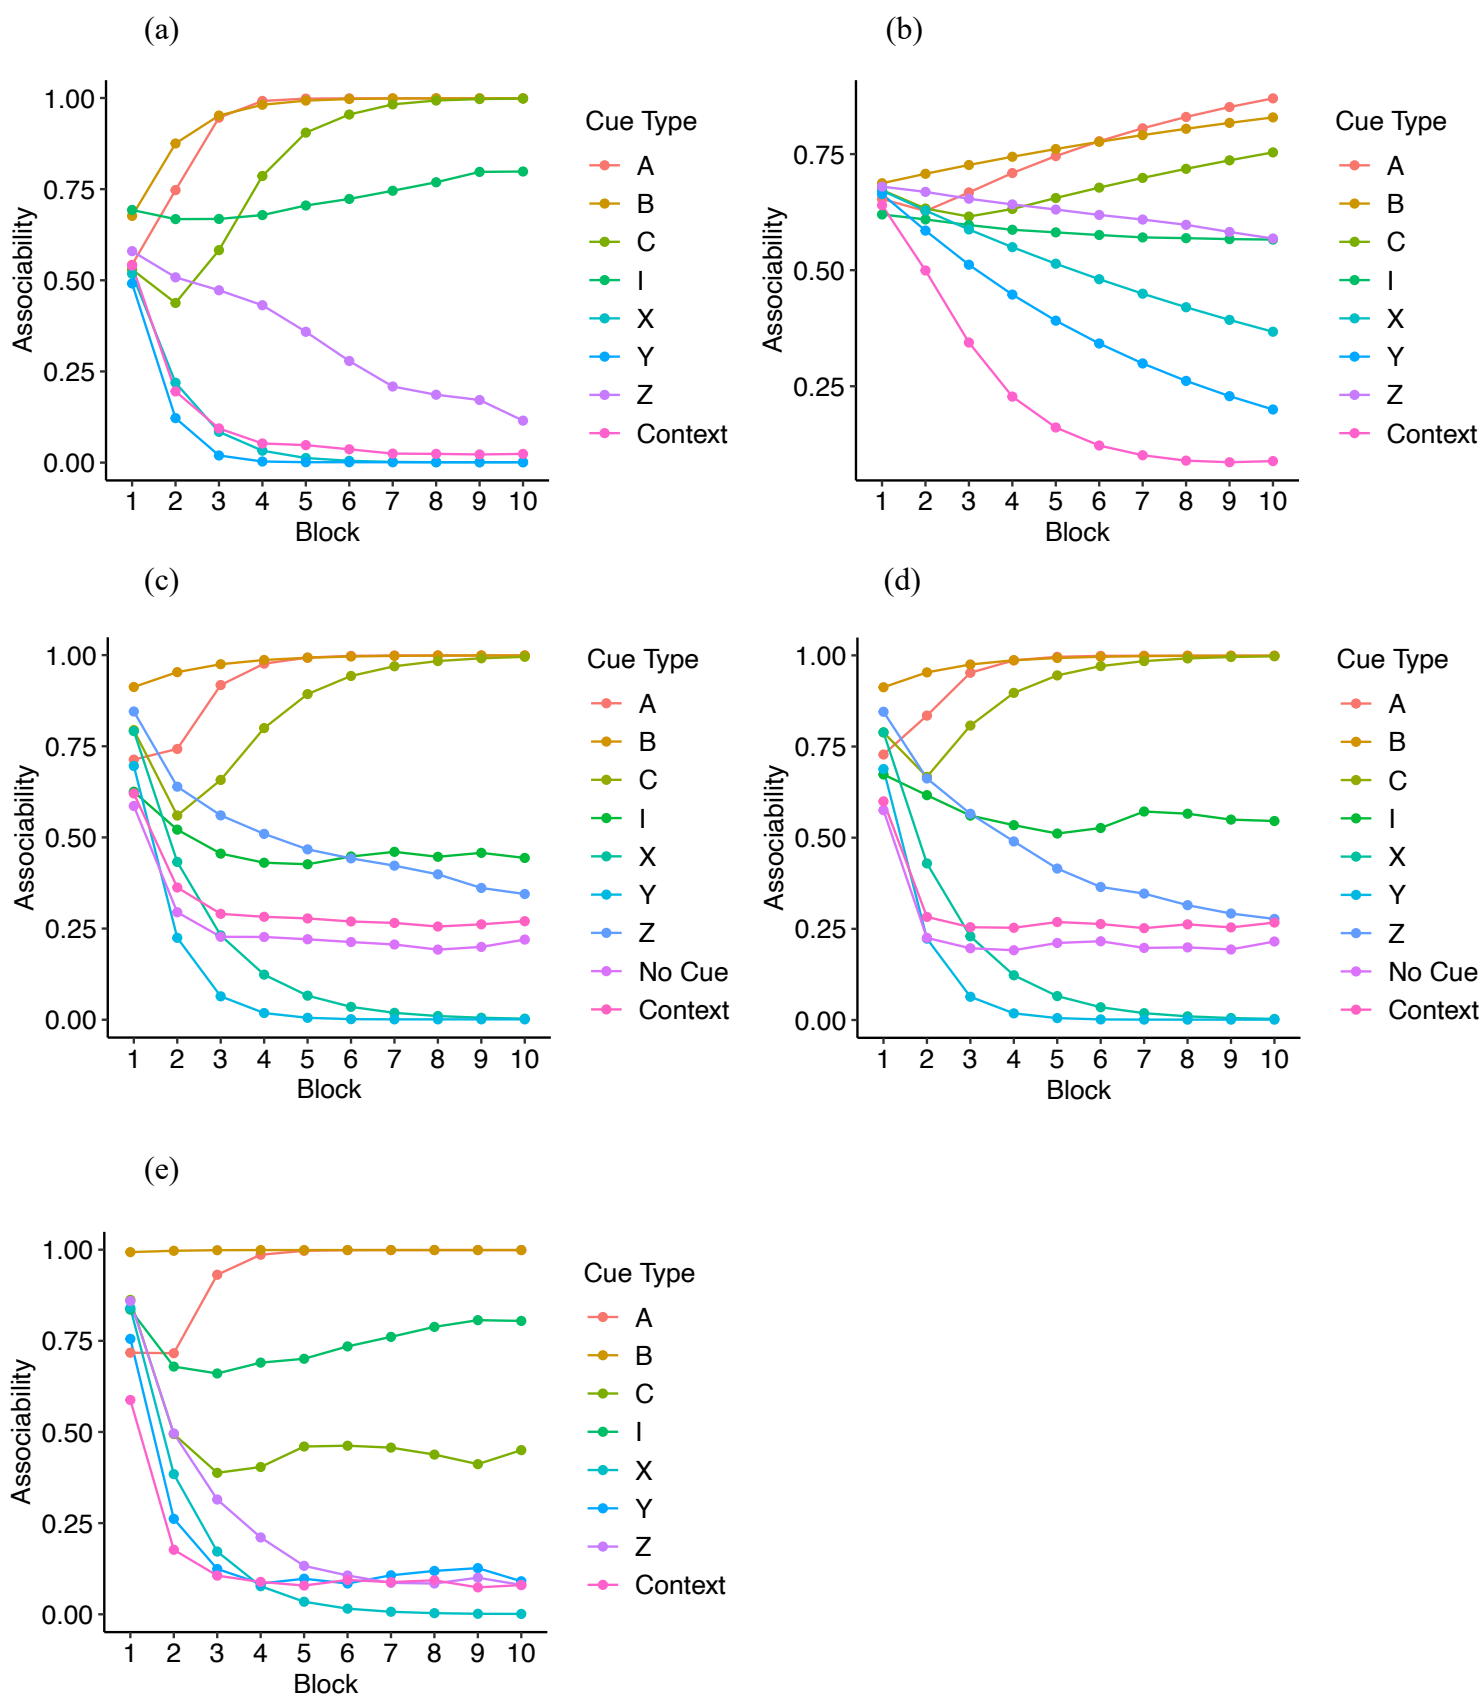 (a)
1.00
0.75
0.50
0.25
0.00
Associability
1 2 3 4 5 6 7 8 9 10
Block
Cue Type
A
B
C
I
X
Y
Z
Context
(b)
0.75
0.50
0.25
Associability
1 2 3 4 5 6 7 8 9 10
Block
Cue Type
A
B
C
I
X
Y
Z
Context
(c)
1.00
0.75
0.50
0.25
0.00
Associability
1 2 3 4 5 6 7 8 9 10
Block
Cue Type
A
B
C
I
X
Y
Z
No Cue
Context
(d)
1.00
0.75
0.50
0.25
0.00
Associability
1 2 3 4 5 6 7 8 9 10
Block
Cue Type
A
B
C
I
X
Y
Z
No Cue
Context
(e)
1.00
0.75
0.50
0.25
0.00
Associability
1 2 3 4 5 6 7 8 9 10
Block
Cue Type
A
B
C
I
X
Y
Z
Context